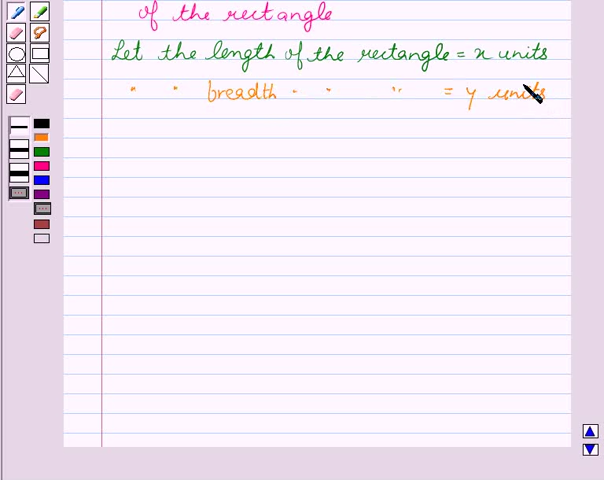 of the rectangle
Let the length of the rectangle = x units
" " breadth " " " = y units